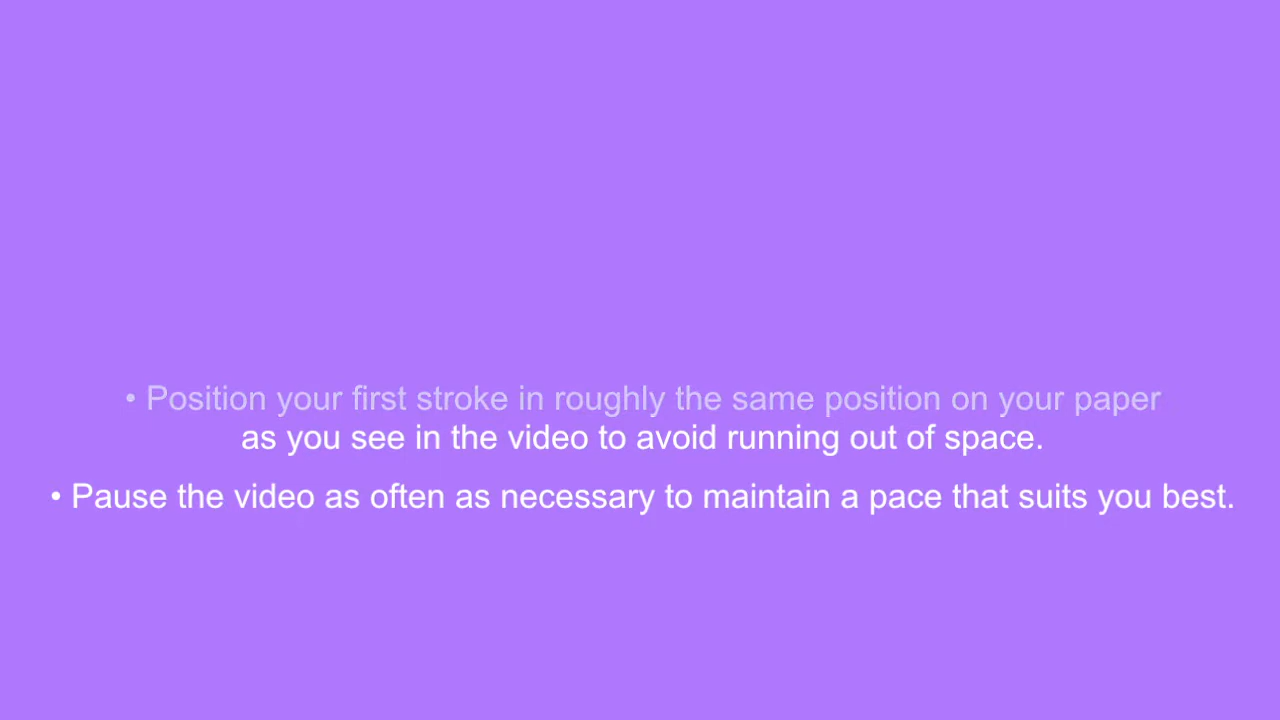 • Position your first stroke in roughly the same position on your paper
as you see in the video to avoid running out of space.
• Pause the video as often as necessary to maintain a pace that suits you best.